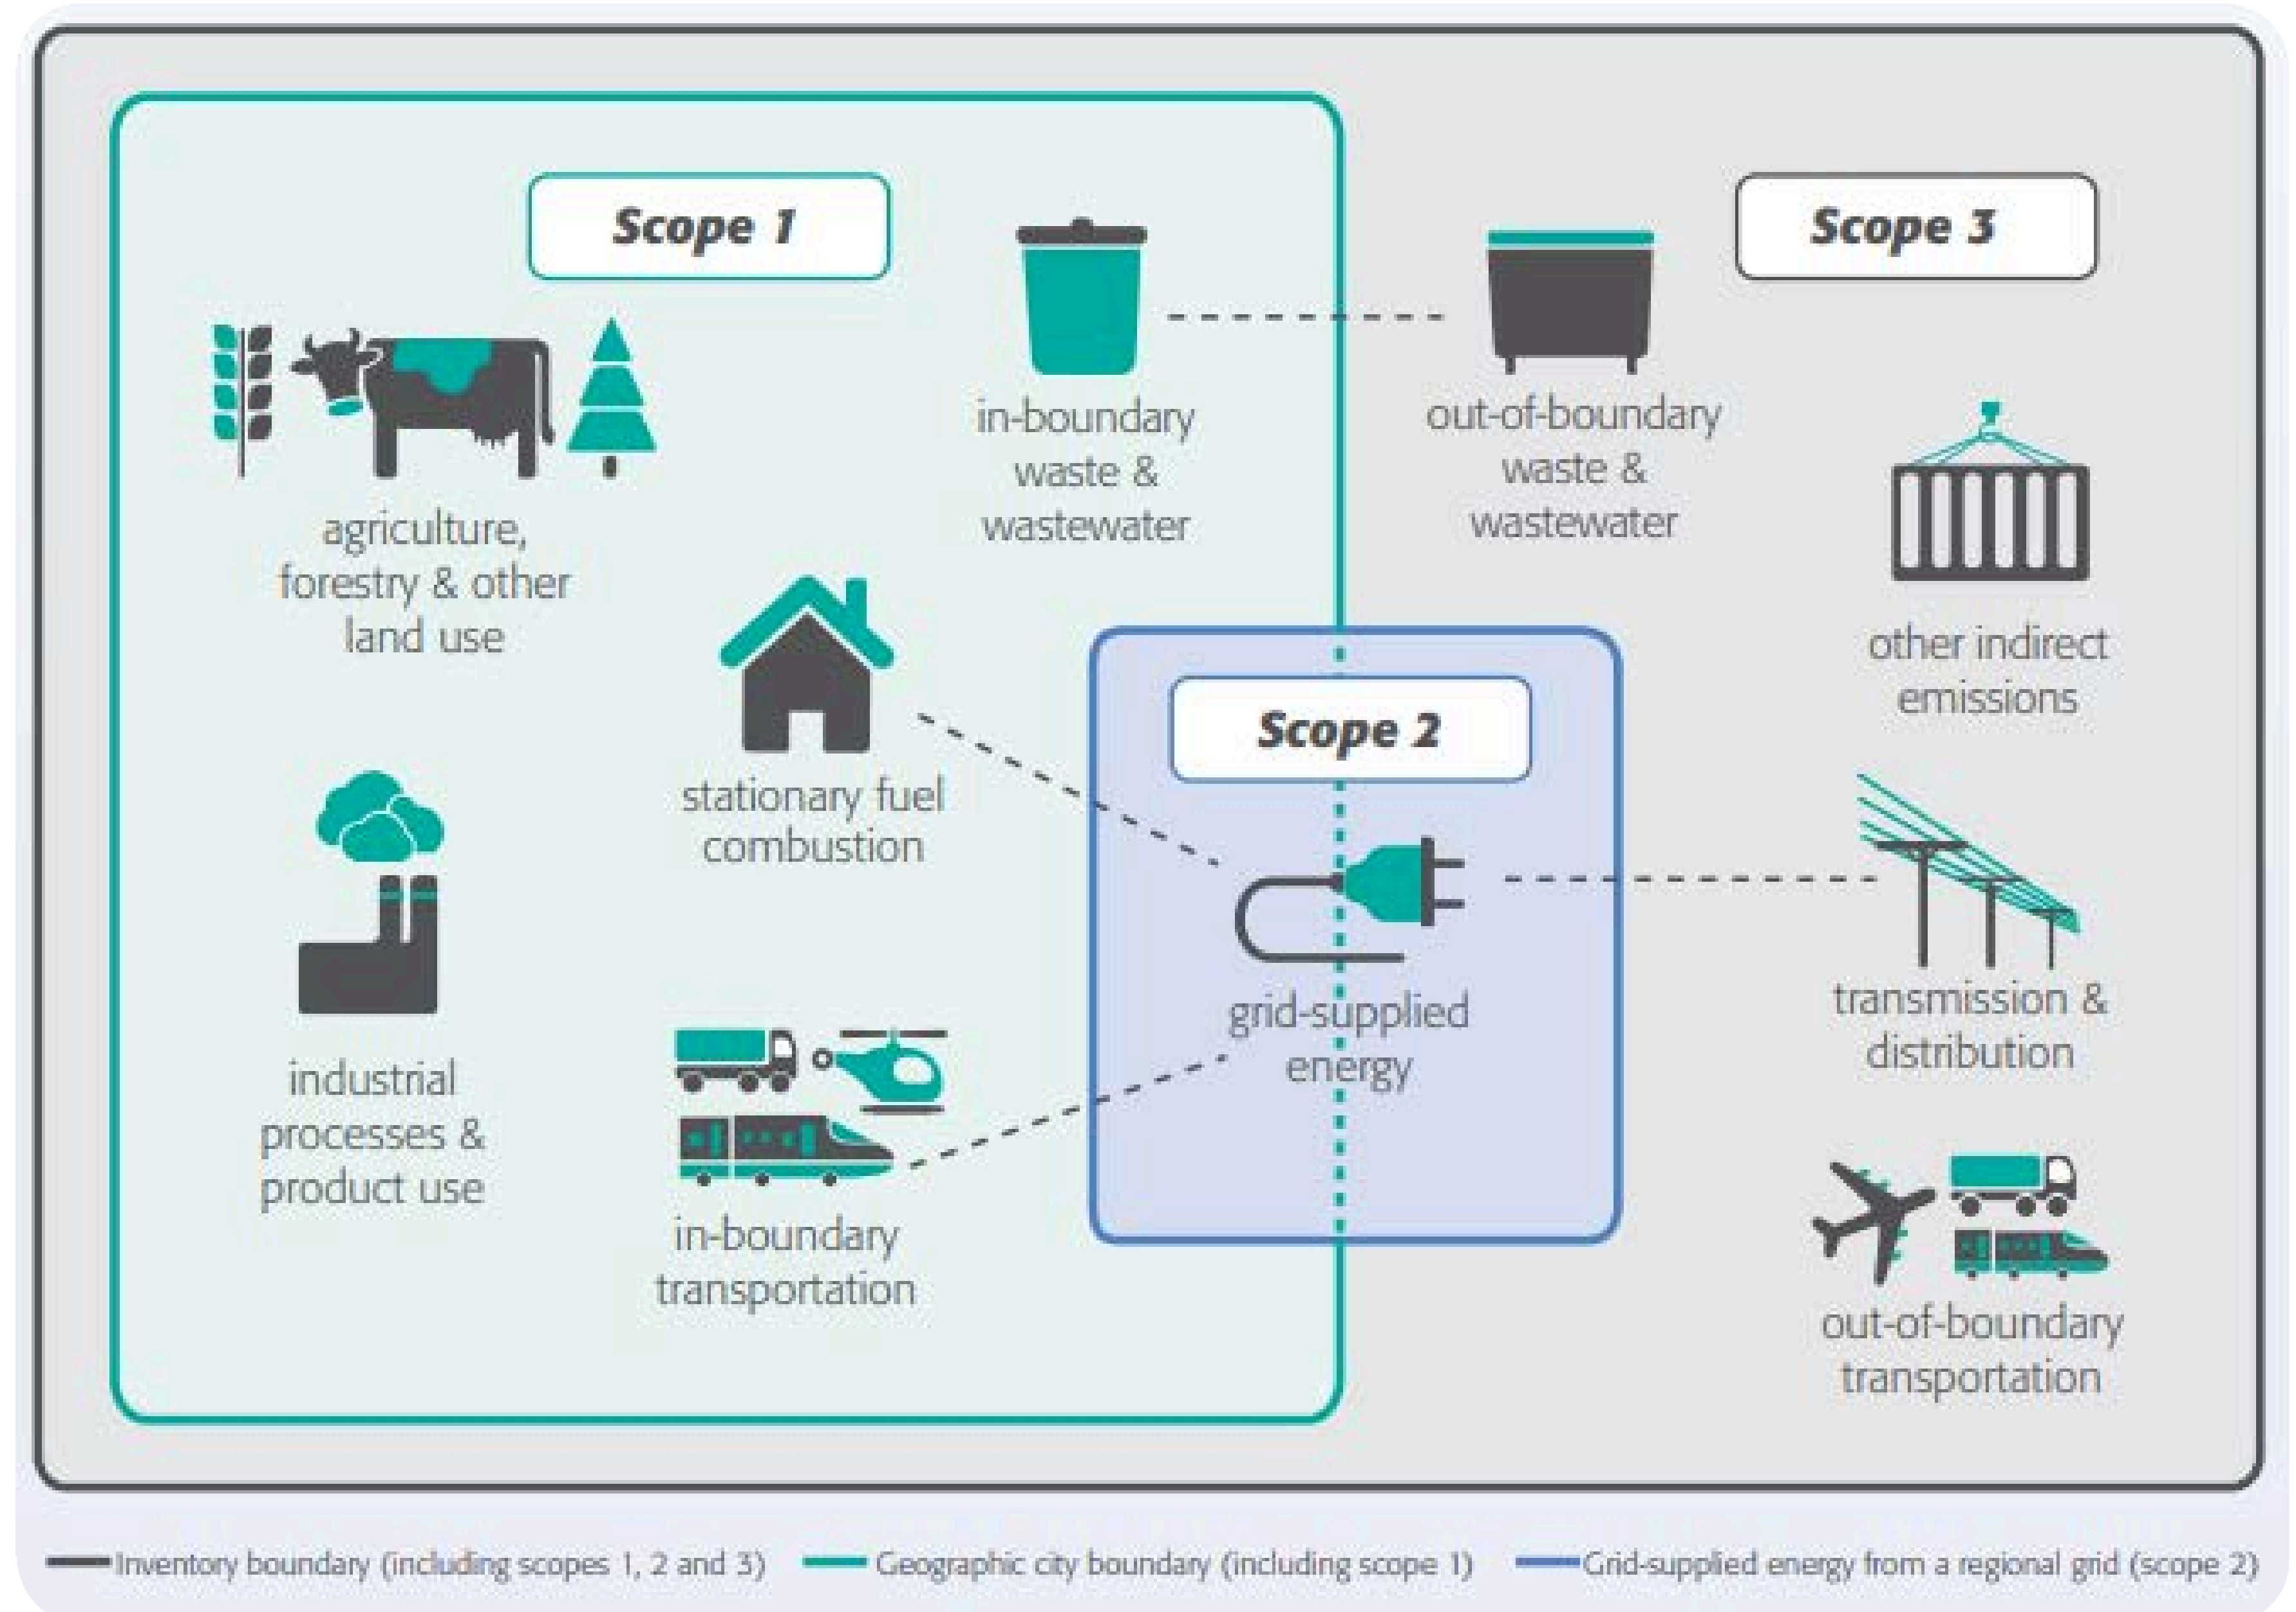 Scope 1
Scope 3
in-boundary
waste &
wastewater
out-of-boundary
waste &
wastewater
agriculture,
forestry & other
land use
other indirect
emissions
Scope 2
stationary fuel
combustion
grid-supplied
energy
transmission &
distribution
industrial
processes &
product use
in-boundary
transportation
out-of-boundary
transportation
Inventory boundary (including scopes 1, 2 and 3)
Geographic city boundary (including scope 1)
Grid-supplied energy from a regional grid (scope 2)